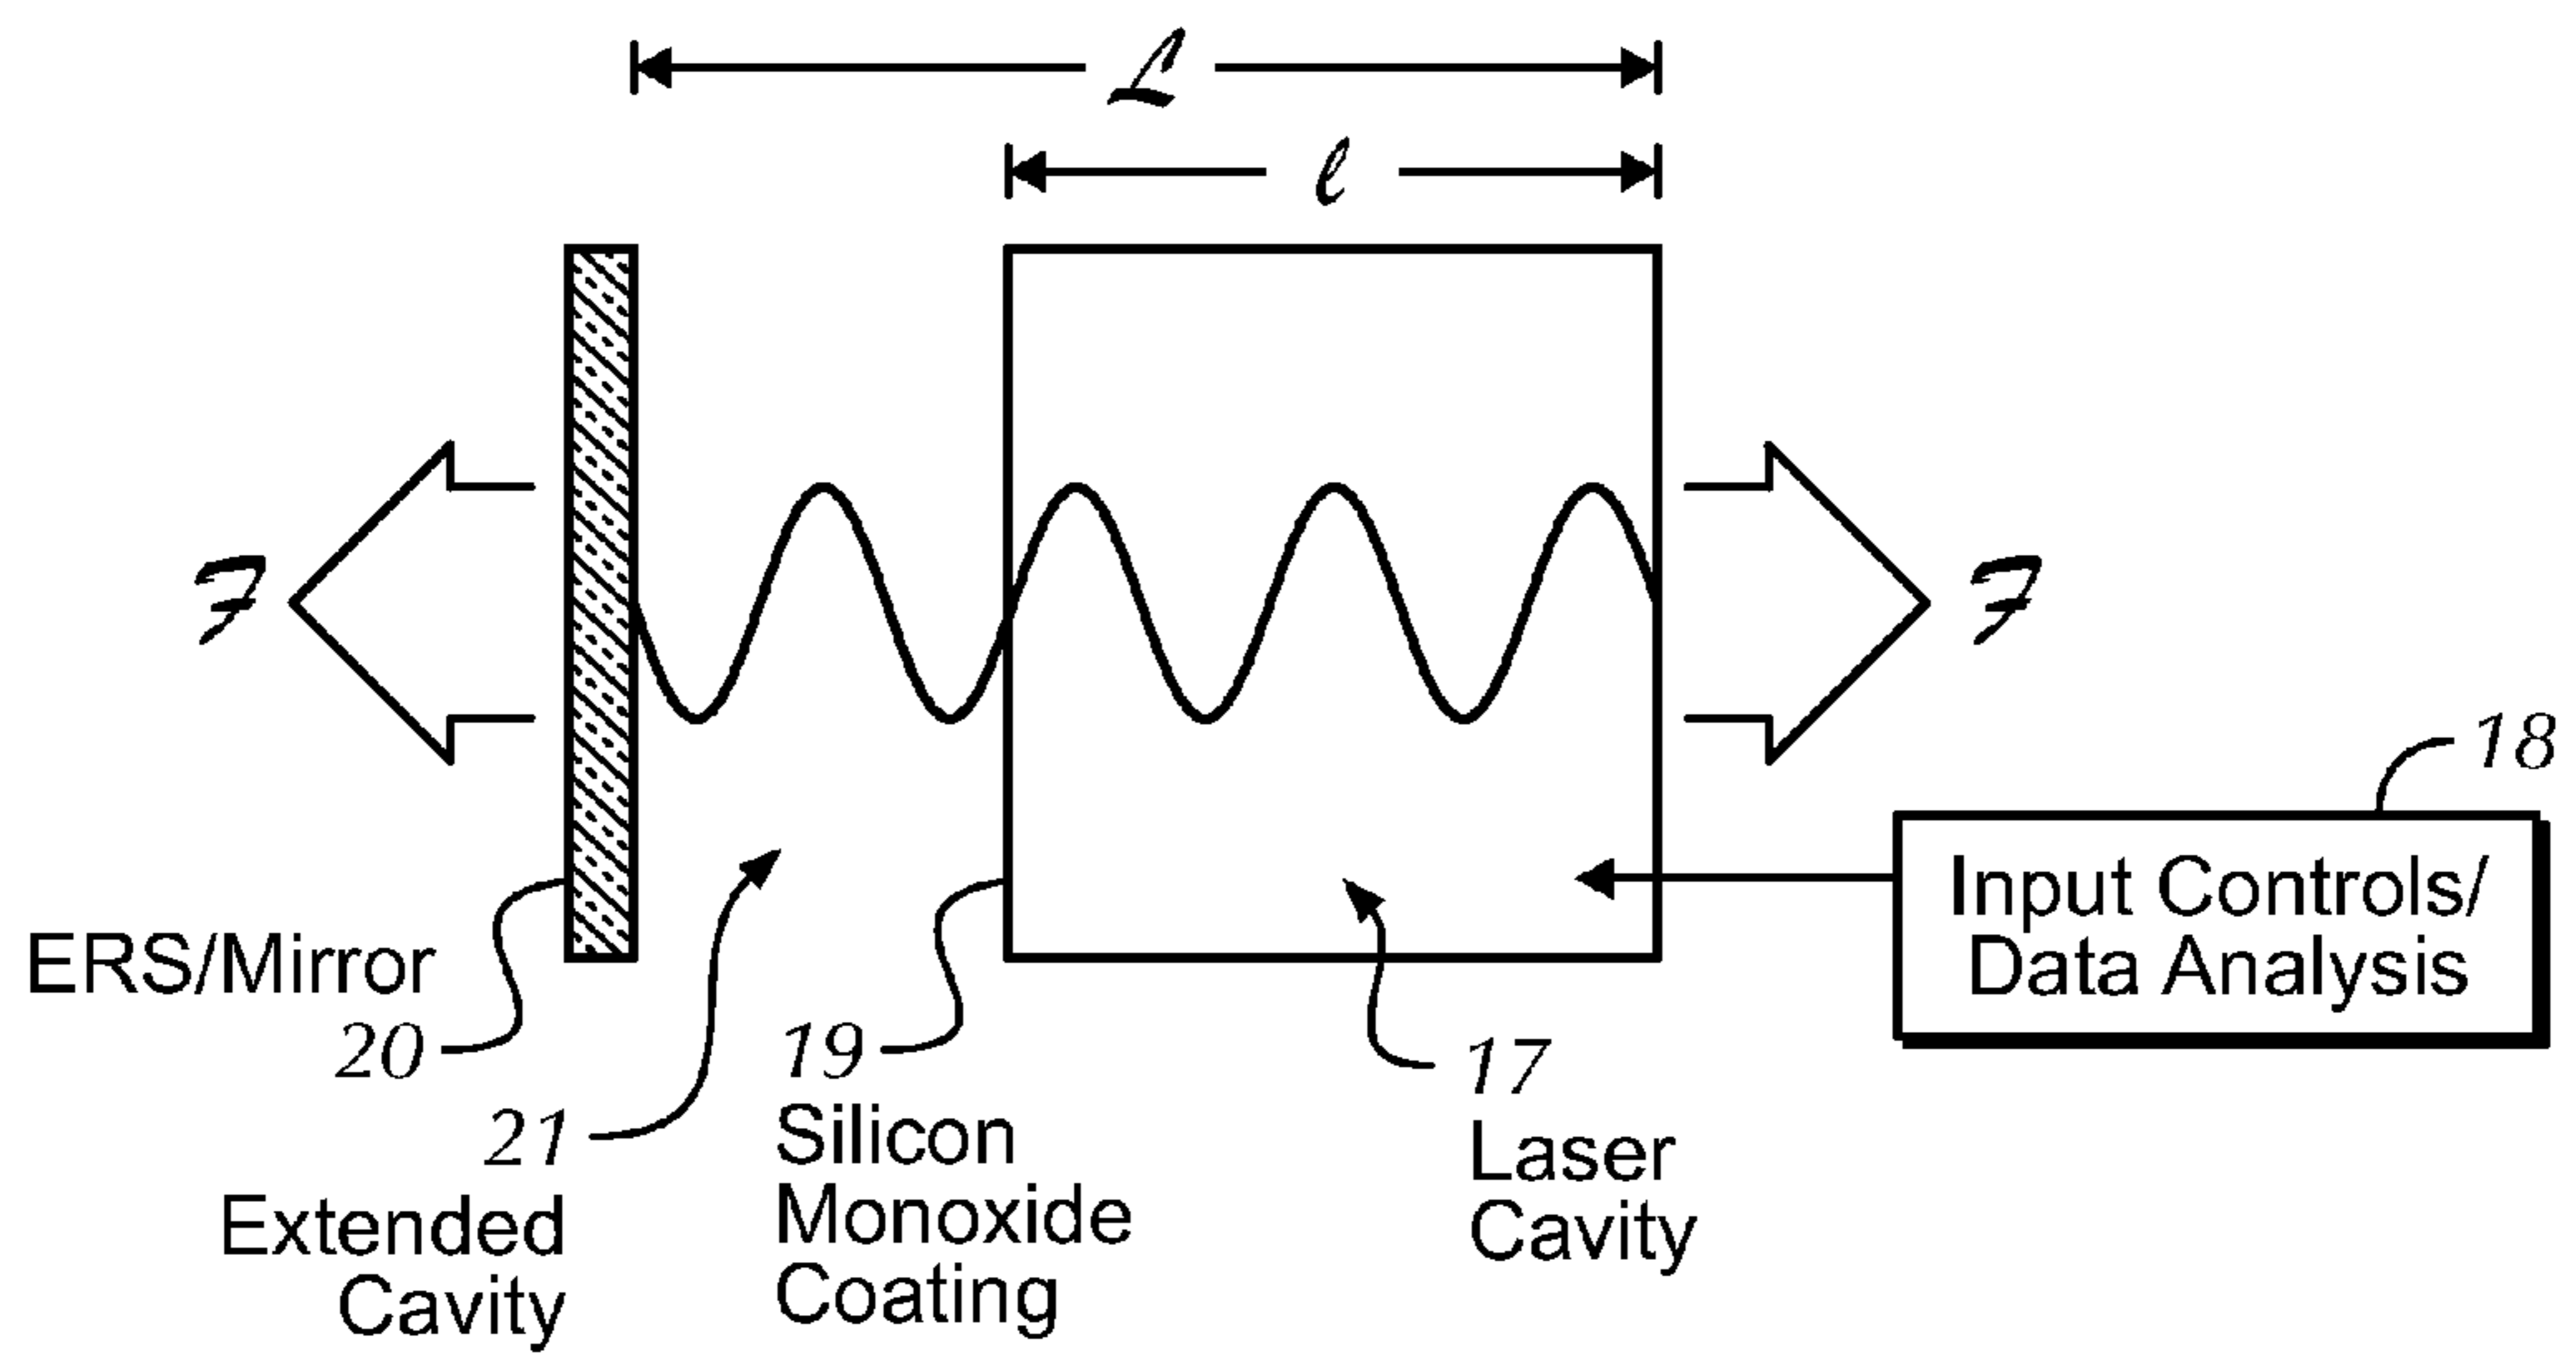 ℒ
ℓ
ℱ
ℱ
18
Input Controls/
Data Analysis
ERS/Mirror
20
19
Silicon
Monoxide
Coating
17
Laser
Cavity
21
Extended
Cavity